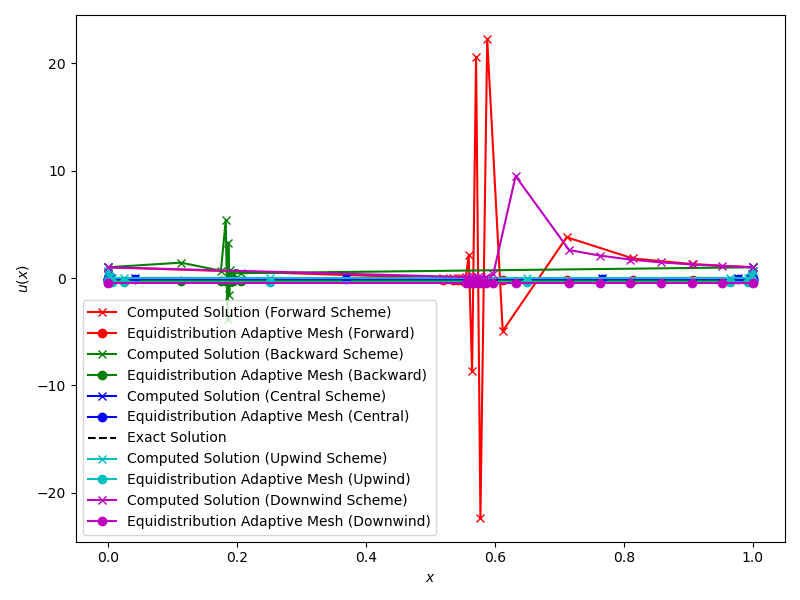 20
10
0
−10
−20
u(x)
Computed Solution (Forward Scheme)
Equidistribution Adaptive Mesh (Forward)
Computed Solution (Backward Scheme)
Equidistribution Adaptive Mesh (Backward)
Computed Solution (Central Scheme)
Equidistribution Adaptive Mesh (Central)
Exact Solution
Computed Solution (Upwind Scheme)
Equidistribution Adaptive Mesh (Upwind)
Computed Solution (Downwind Scheme)
Equidistribution Adaptive Mesh (Downwind)
0.0 0.2 0.4 0.6 0.8 1.0
x